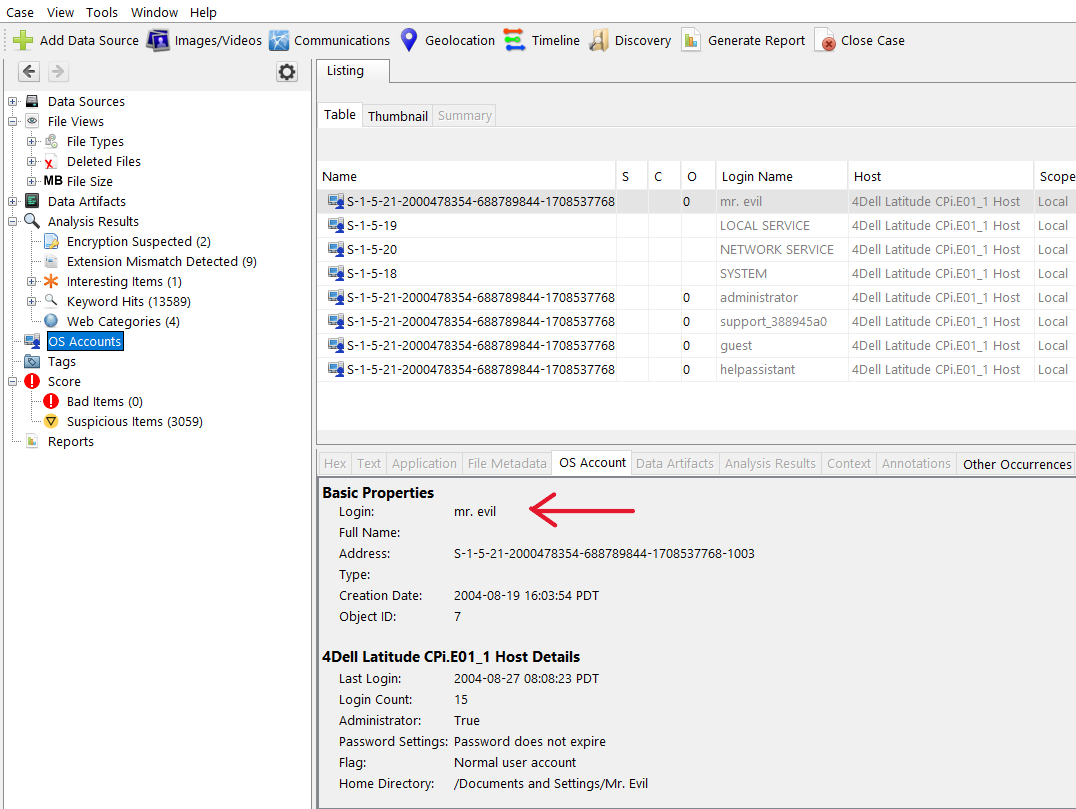 Case View Tools Window Help
Add Data Source Images/Videos Communications Geolocation Timeline Discovery Generate Report Close Case
Data Sources
File Views
File Types
Deleted Files
MB File Size
Data Artifacts
Analysis Results
Encryption Suspected (2)
Extension Mismatch Detected (9)
Interesting Items (1)
Keyword Hits (13589)
Web Categories (4)
OS Accounts
Tags
Score
Bad Items (0)
Suspicious Items (3059)
Reports
Listing
Table Thumbnail Summary
Name S C O Login Name Host Scope
S-1-5-21-2000478354-688789844-1708537768 0 mr. evil 4Dell Latitude CPi.E01_1 Host Local
S-1-5-19 LOCAL SERVICE 4Dell Latitude CPi.E01_1 Host Local
S-1-5-20 NETWORK SERVICE 4Dell Latitude CPi.E01_1 Host Local
S-1-5-18 SYSTEM 4Dell Latitude CPi.E01_1 Host Local
S-1-5-21-2000478354-688789844-1708537768 0 administrator 4Dell Latitude CPi.E01_1 Host Local
S-1-5-21-2000478354-688789844-1708537768 0 support_388945a0 4Dell Latitude CPi.E01_1 Host Local
S-1-5-21-2000478354-688789844-1708537768 0 guest 4Dell Latitude CPi.E01_1 Host Local
S-1-5-21-2000478354-688789844-1708537768 0 helpassistant 4Dell Latitude CPi.E01_1 Host Local
Hex Text Application File Metadata OS Account Data Artifacts Analysis Results Context Annotations Other Occurrences
Basic Properties
Login: mr. evil
Full Name:
Address: S-1-5-21-2000478354-688789844-1708537768-1003
Type:
Creation Date: 2004-08-19 16:03:54 PDT
Object ID: 7
4Dell Latitude CPi.E01_1 Host Details
Last Login: 2004-08-27 08:08:23 PDT
Login Count: 15
Administrator: True
Password Settings: Password does not expire
Flag: Normal user account
Home Directory: /Documents and Settings/Mr. Evil